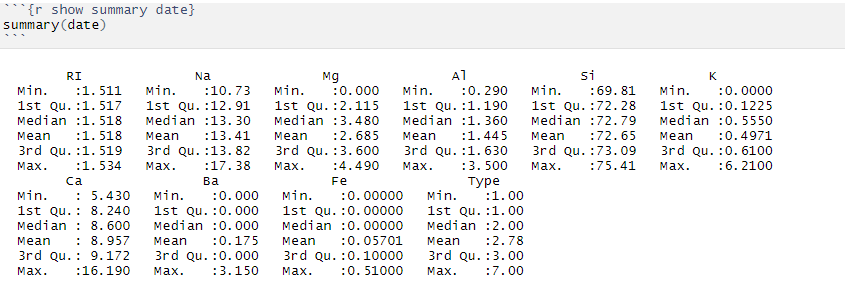 ```{r show summary date}
summary(date)
```
RI Na Mg Al Si K
Min. :1.511 Min. :10.73 Min. :0.000 Min. :0.290 Min. :69.81 Min. :0.0000
1st Qu.:1.517 1st Qu.:12.91 1st Qu.:2.115 1st Qu.:1.190 1st Qu.:72.28 1st Qu.:0.1225
Median :1.518 Median :13.30 Median :3.480 Median :1.360 Median :72.79 Median :0.5550
Mean :1.518 Mean :13.41 Mean :2.685 Mean :1.445 Mean :72.65 Mean :0.4971
3rd Qu.:1.519 3rd Qu.:13.82 3rd Qu.:3.600 3rd Qu.:1.630 3rd Qu.:73.09 3rd Qu.:0.6100
Max. :1.534 Max. :17.38 Max. :4.490 Max. :3.500 Max. :75.41 Max. :6.2100
Ca Ba Fe Type
Min. : 5.430 Min. :0.000 Min. :0.00000 Min. :1.00
1st Qu.: 8.240 1st Qu.:0.000 1st Qu.:0.00000 1st Qu.:1.00
Median : 8.600 Median :0.000 Median :0.00000 Median :2.00
Mean : 8.957 Mean :0.175 Mean :0.05701 Mean :2.78
3rd Qu.: 9.172 3rd Qu.:0.000 3rd Qu.:0.10000 3rd Qu.:3.00
Max. :16.190 Max. :3.150 Max. :0.51000 Max. :7.00